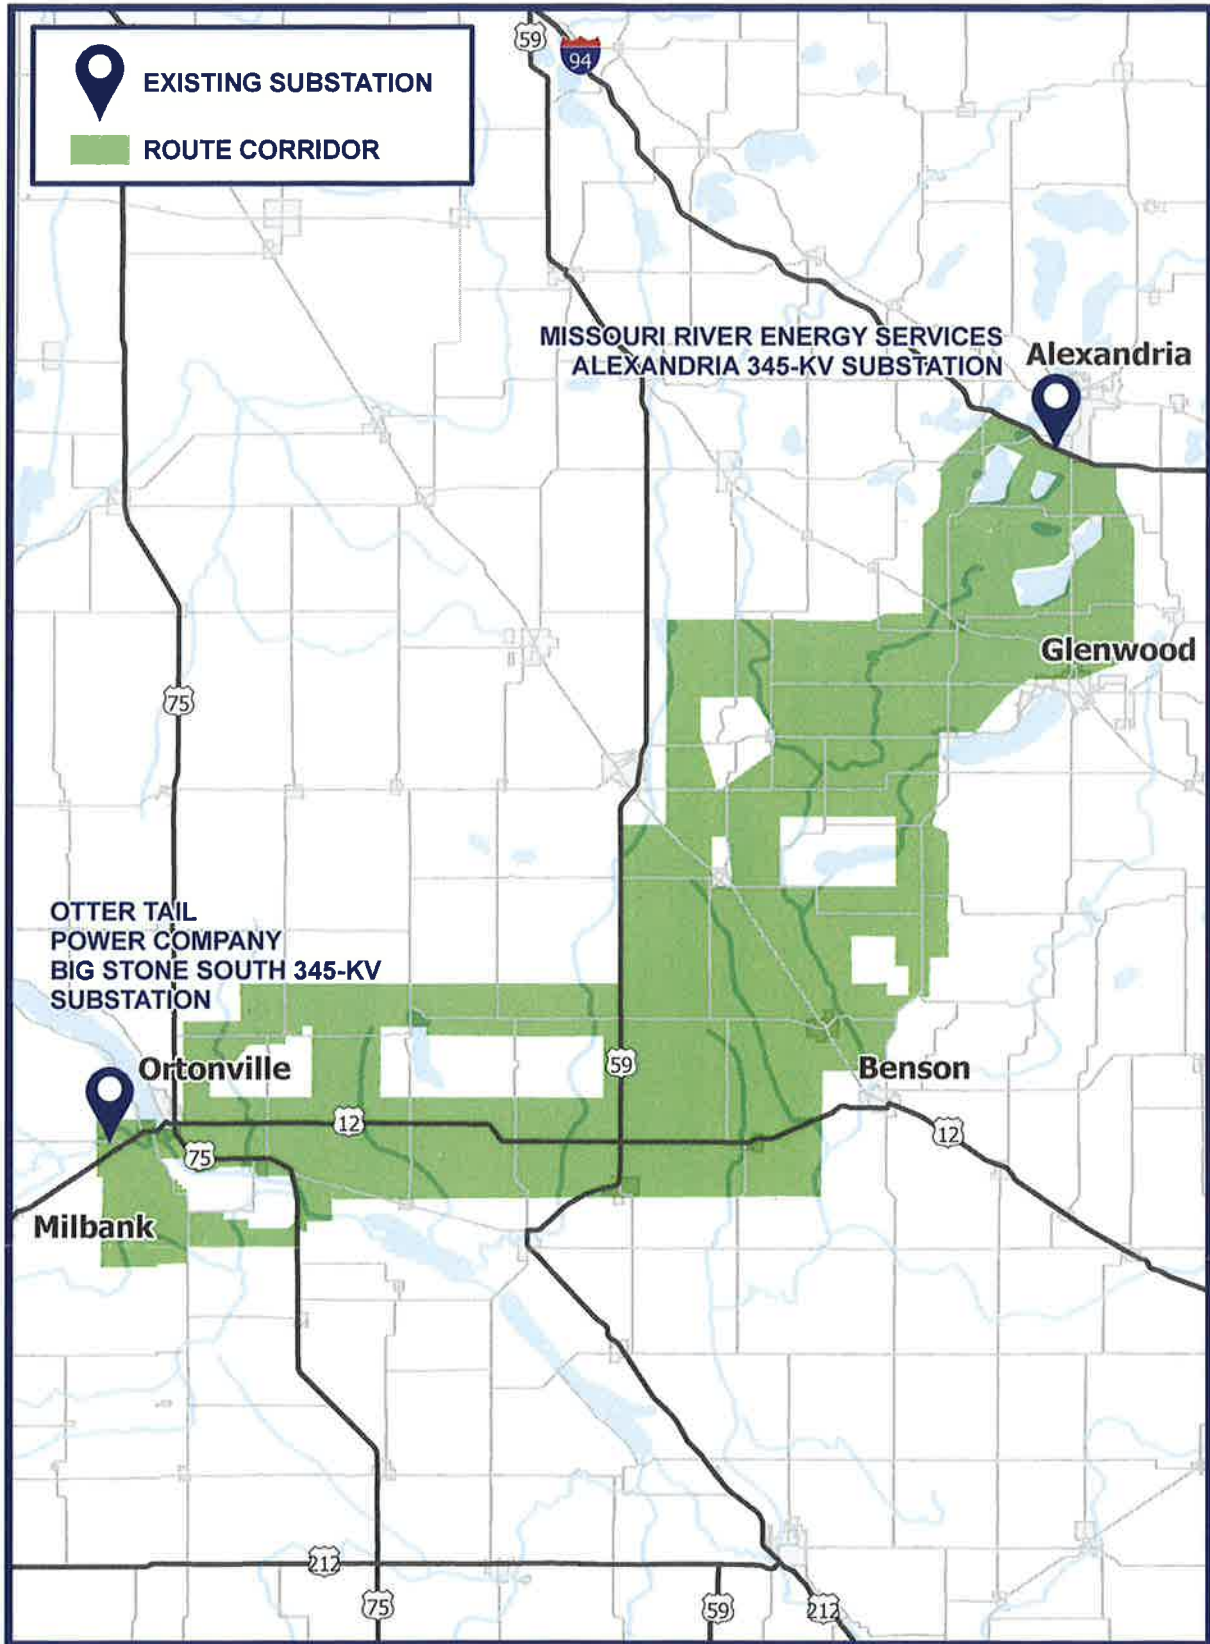 59
94
EXISTING SUBSTATION
ROUTE CORRIDOR
MISSOURI RIVER ENERGY SERVICES
ALEXANDRIA 345-KV SUBSTATION
Alexandria
Glenwood
75
OTTER TAIL
POWER COMPANY
BIG STONE SOUTH 345-KV
SUBSTATION
Ortonville
59
Benson
12
12
75
Milbank
212
75
59
212